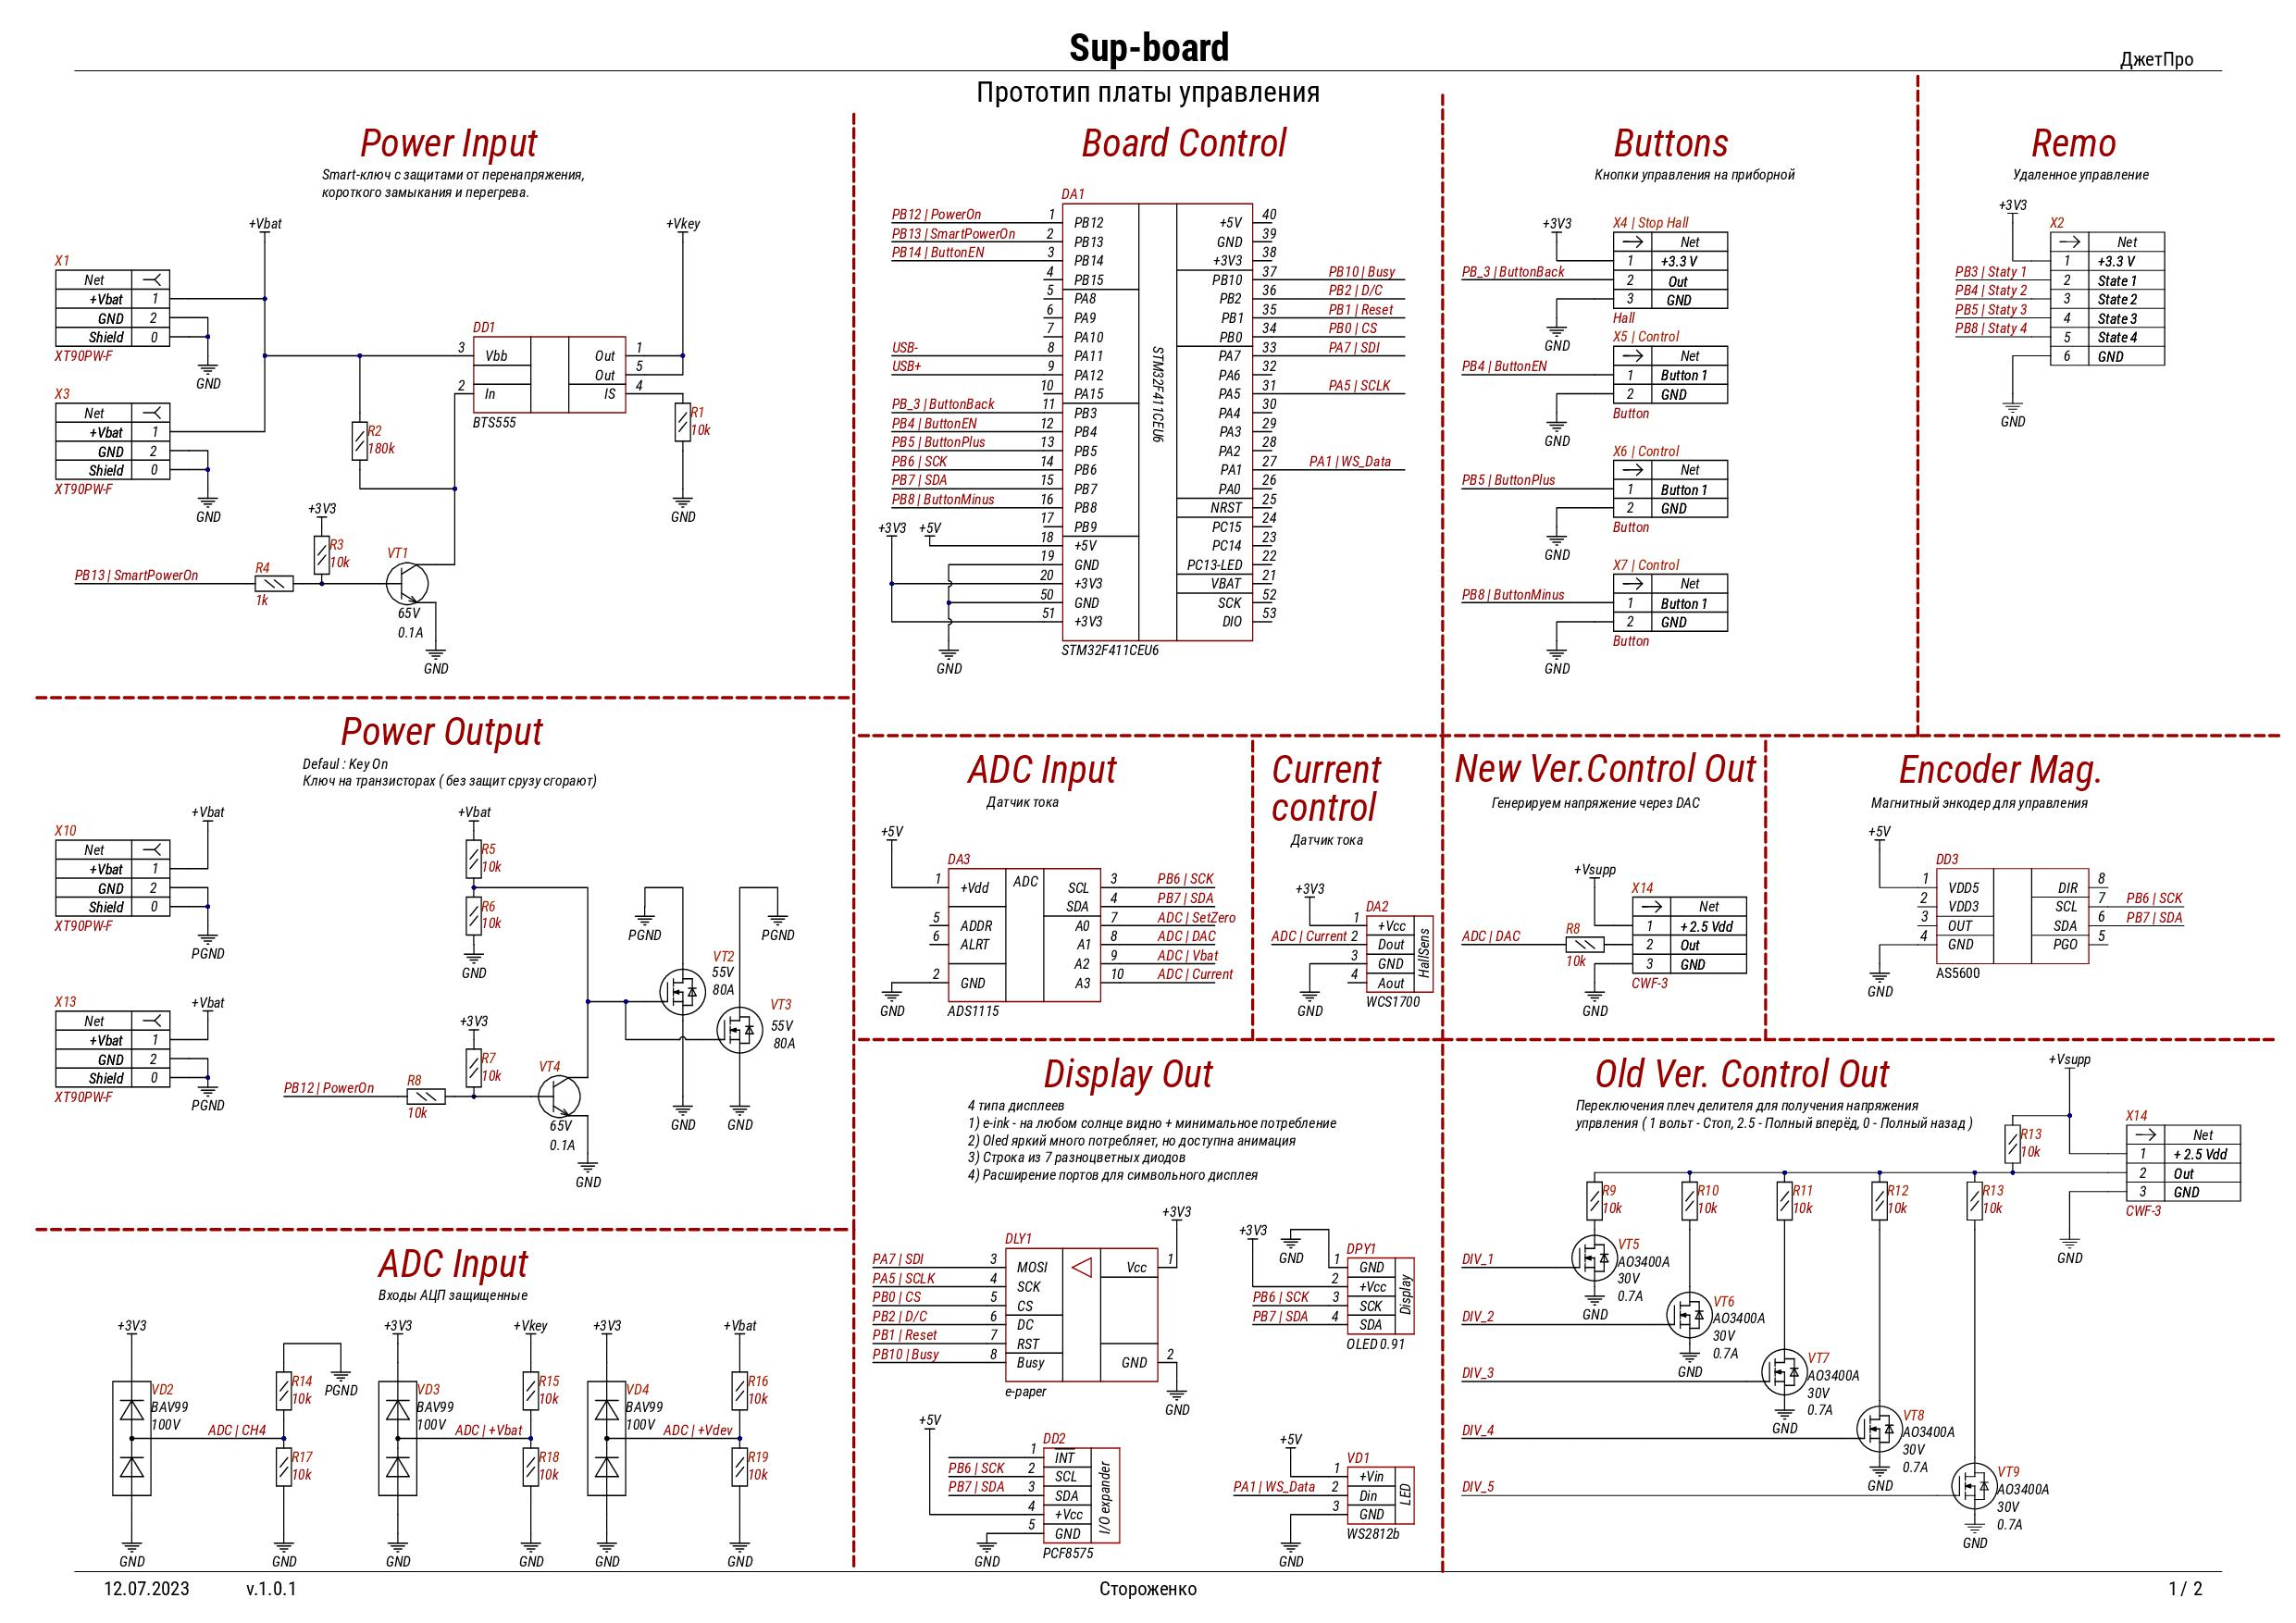 Sup-board
ДжетПро
Прототип платы управления
Power Input
Smart-ключ с защитами от перенапряжения,
короткого замыкания и перегрева.
+Vbat
+Vkey
X1
Net
+Vbat 1
GND 2
Shield 0
XT90PW-F
GND
X3
Net
+Vbat 1
GND 2
Shield 0
XT90PW-F
GND
DD1
3 Vbb Out 1
Out 5
2 In IS 4
BTS555
R1
10k
GND
R2
180k
+3V3
R3
10k
VT1
PB13 | SmartPowerOn
R4
1k
65V
0.1A
GND
Board Control
DA1
PB12 | PowerOn 1 PB12 +5V 40
PB13 | SmartPowerOn 2 PB13 GND 39
PB14 | ButtonEN 3 PB14 +3V3 38
4 PB15 PB10 37 PB10 | Busy
5 PA8 PB2 36 PB2 | D/C
6 PA9 PB1 35 PB1 | Reset
7 PA10 PB0 34 PB0 | CS
USB- 8 PA11 PA7 33 PA7 | SDI
USB+ 9 PA12 PA6 32
10 PA15 PA5 31 PA5 | SCLK
PB_3 | ButtonBack 11 PB3 PA4 30
PB4 | ButtonEN 12 PB4 PA3 29
PB5 | ButtonPlus 13 PB5 PA2 28
PB6 | SCK 14 PB6 PA1 27 PA1 | WS_Data
PB7 | SDA 15 PB7 PA0 26
PB8 | ButtonMinus 16 PB8 NRST 25
17 PB9 PC15 24
+3V3 +5V
18 +5V PC14 23
19 GND PC13-LED 22
20 +3V3 VBAT 21
50 GND SCK 52
51 +3V3 DIO 53
STM32F411CEU6
STM32F411CEU6
GND
Buttons
Кнопки управления на приборной
+3V3
X4 | Stop Hall
Net
1 +3.3 V
PB_3 | ButtonBack 2 Out
3 GND
Hall
GND
X5 | Control
Net
PB4 | ButtonEN 1 Button 1
2 GND
Button
GND
X6 | Control
Net
PB5 | ButtonPlus 1 Button 1
2 GND
Button
GND
X7 | Control
Net
PB8 | ButtonMinus 1 Button 1
2 GND
Button
GND
Remo
Удаленное управление
+3V3
X2
Net
1 +3.3 V
PB3 | Staty 1 2 State 1
PB4 | Staty 2 3 State 2
PB5 | Staty 3 4 State 3
PB8 | Staty 4 5 State 4
6 GND
GND
Power Output
Defaul : Key On
Ключ на транзисторах ( без защит срузу сгорают)
+Vbat
X10
Net
+Vbat 1
GND 2
Shield 0
XT90PW-F
PGND
+Vbat
X13
Net
+Vbat 1
GND 2
Shield 0
XT90PW-F
PGND
+Vbat
R5
10k
R6
10k
GND
PGND
PGND
VT2
55V
80A
VT3
55V
80A
GND
GND
+3V3
R7
10k
VT4
PB12 | PowerOn
R8
10k
65V
0.1A
GND
ADC Input
Датчик тока
+5V
DA3
1 +Vdd ADC SCL 3 PB6 | SCK
SDA 4 PB7 | SDA
5 ADDR A0 7 ADC | SetZero
6 ALRT A1 8 ADC | DAC
A2 9 ADC | Vbat
2 GND A3 10 ADC | Current
GND
ADS1115
Current
control
Датчик тока
+3V3
DA2
1 +Vcc
ADC | Current 2 Dout
3 GND
4 Aout
HallSens
GND
WCS1700
New Ver.Control Out
Генерируем напряжение через DAC
+Vsupp
X14
Net
1 + 2.5 Vdd
ADC | DAC
R8
10k
2 Out
3 GND
CWF-3
GND
Encoder Mag.
Магнитный энкодер для управления
+5V
DD3
1 VDD5 DIR 8
2 VDD3 SCL 7 PB6 | SCK
3 OUT SDA 6 PB7 | SDA
4 GND PGO 5
AS5600
GND
Display Out
4 типа дисплеев
1) e-ink - на любом солнце видно + минимальное потребление
2) Oled яркий много потребляет, но доступна анимация
3) Строка из 7 разноцветных диодов
4) Расширение портов для символьного дисплея
+3V3
DLY1
PA7 | SDI 3 MOSI Vcc 1
PA5 | SCLK 4 SCK
PB0 | CS 5 CS
PB2 | D/C 6 DC
PB1 | Reset 7 RST
PB10 | Busy 8 Busy GND 2
e-paper
GND
+3V3
GND
DPY1
1 GND
2 +Vcc
PB6 | SCK 3 SCK
PB7 | SDA 4 SDA
Display
OLED 0.91
+5V
DD2
1 INT
PB6 | SCK 2 SCL
PB7 | SDA 3 SDA
4 +Vcc
5 GND
I/O expander
PCF8575
GND
+5V
VD1
1 +Vin
PA1 | WS_Data 2 Din
3 GND
LED
WS2812b
GND
Old Ver. Control Out
Переключения плеч делителя для получения напряжения
упрвления ( 1 вольт - Стоп, 2.5 - Полный вперёд, 0 - Полный назад )
+Vsupp
R13
10k
X14
Net
1 + 2.5 Vdd
2 Out
3 GND
CWF-3
GND
R9
10k
R10
10k
R11
10k
R12
10k
R13
10k
DIV_1
VT5
AO3400A
30V
0.7A
GND
DIV_2
VT6
AO3400A
30V
0.7A
GND
DIV_3
VT7
AO3400A
30V
0.7A
GND
DIV_4
VT8
AO3400A
30V
0.7A
GND
DIV_5
VT9
AO3400A
30V
0.7A
GND
ADC Input
Входы АЦП защищенные
+3V3
VD2
BAV99
100V
ADC | CH4
R14
10k
PGND
R17
10k
GND
GND
+3V3
VD3
BAV99
100V
ADC | +Vbat
+Vkey
R15
10k
R18
10k
GND
GND
+3V3
VD4
BAV99
100V
ADC | +Vdev
+Vbat
R16
10k
R19
10k
GND
GND
12.07.2023
v.1.0.1
Стороженко
1 / 2